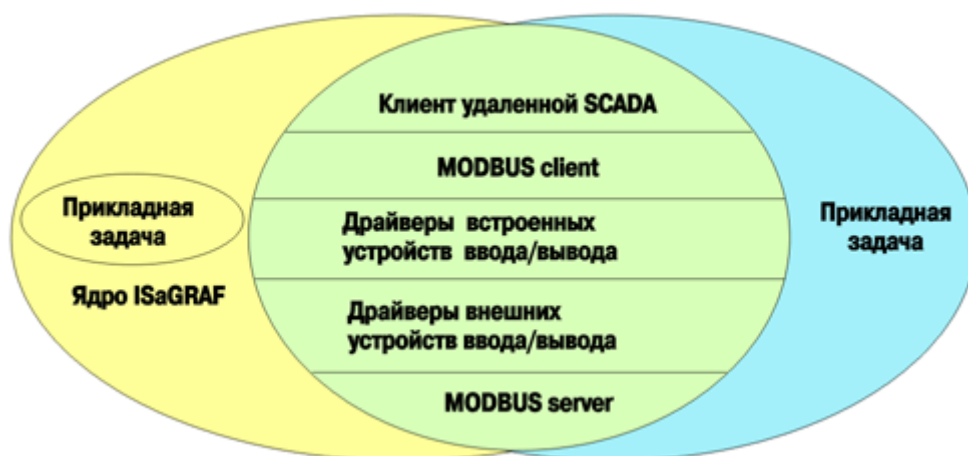 Клиент удаленной SCADA
MODBUS client
Прикладная
задача
Драйверы встроенных
устройств ввода/вывода
Прикладная
задача
Ядро ISaGRAF
Драйверы внешних
устройств ввода/вывода
MODBUS server